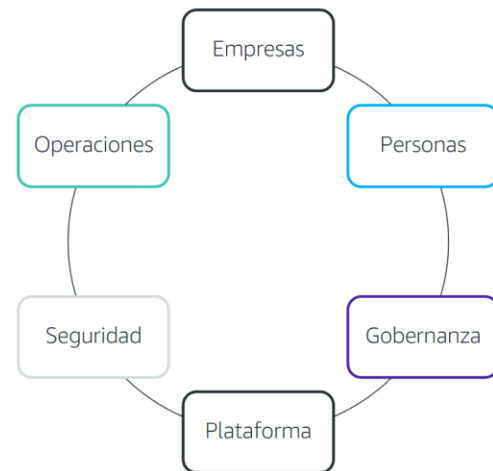 Empresas
Operaciones
Personas
Seguridad
Gobernanza
Plataforma